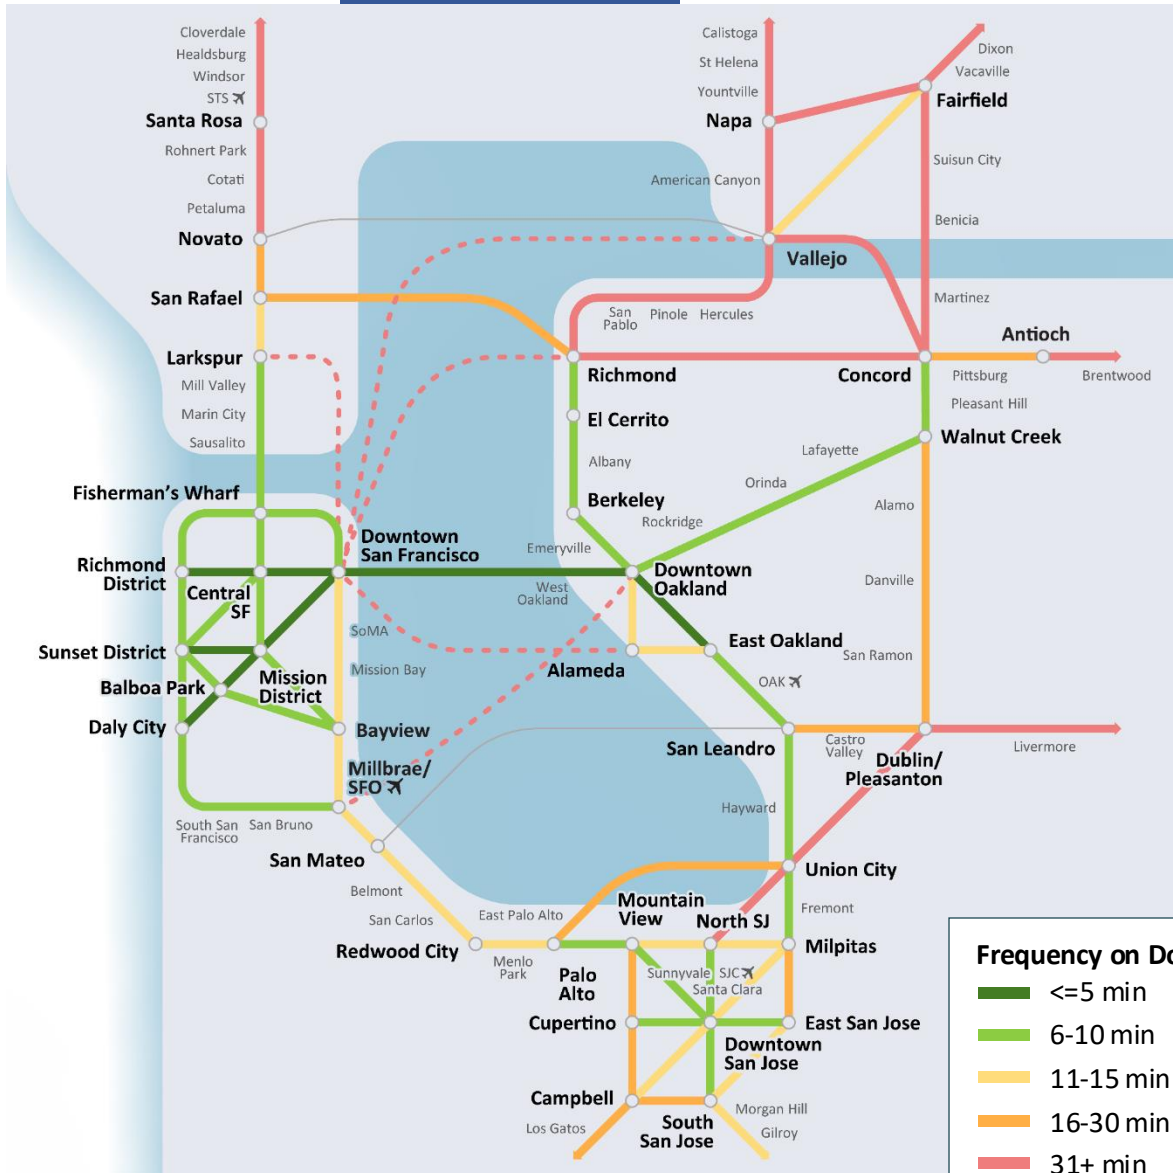 Cloverdale
Healdsburg
Windsor
STS
Santa Rosa
Rohnert Park
Cotati
Petaluma
Novato
San Rafael
Larkspur
Mill Valley
Marin City
Sausalito
Fisherman's Wharf
Calistoga
St Helena
Yountville
Napa
American Canyon
Vallejo
Dixon
Vacaville
Fairfield
Suisun City
Benicia
Martinez
San
Pablo
Pinole
Hercules
Richmond
Concord
Antioch
Pittsburg
Brentwood
Pleasant Hill
El Cerrito
Albany
Berkeley
Lafayette
Orinda
Rockridge
Walnut Creek
Alamo
Emeryville
Downtown
San Francisco
Richmond
District
Central
SF
West
Oakland
Downtown
Oakland
Danville
Sunset District
SoMA
Mission Bay
Balboa Park
Mission
District
Alameda
East Oakland
San Ramon
OAK
Daly City
Bayview
San Leandro
Castro
Valley
Dublin/
Pleasanton
Livermore
Millbrae/
SFO
South San
Francisco
San Bruno
Hayward
San Mateo
Belmont
San Carlos
East Palo Alto
Union City
Mountain
View
North SJ
Fremont
Redwood City
Menlo
Park
Palo
Alto
Sunnyvale
SJC
Santa Clara
Milpitas
Cupertino
East San Jose
Downtown
San Jose
Campbell
Los Gatos
South
San Jose
Morgan Hill
Gilroy
Frequency on Do
<=5 min
6-10 min
11-15 min
16-30 min
31+ min